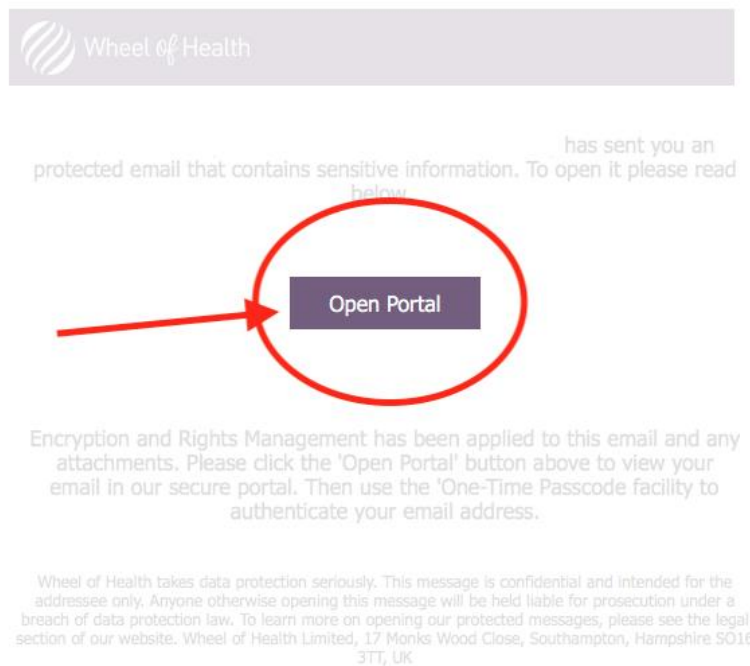 Wheel of Health
has sent you an
protected email that contains sensitive information. To open it please read
below
Open Portal
Encryption and Rights Management has been applied to this email and any
attachments. Please click the 'Open Portal' button above to view your
email in our secure portal. Then use the 'One-Time Passcode facility to
authenticate your email address.
Wheel of Health takes data protection seriously. This message is confidential and intended for the
addressee only. Anyone otherwise opening this message will be held liable for prosecution under a
breach of data protection law. To learn more on opening our protected messages, please see the legal
section of our website. Wheel of Health Limited, 17 Monks Wood Close, Southampton, Hampshire SO16
3TT, UK